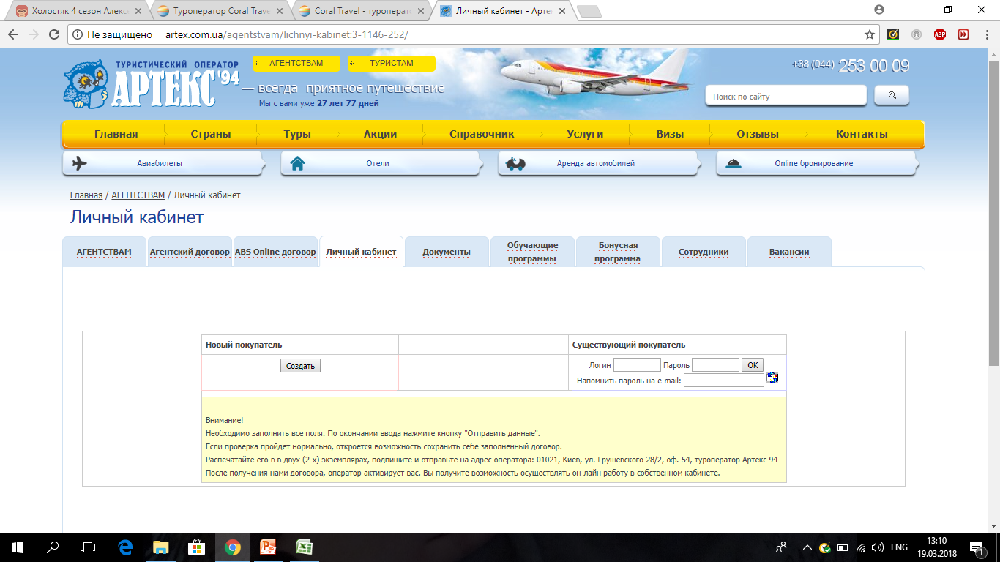 Холостяк 4 сезон Алекс
Туроператор Coral Trave
Coral Travel - туроперат
Личный кабинет - Арте
Не защищено
artex.com.ua/agentstvam/lichnyi-kabinet:3-1146-252/
ABP
ТУРИСТИЧЕСКИЙ ОПЕРАТОР
АРТЕКС '94
АГЕНТСТВАМ
ТУРИСТАМ
— всегда приятное путешествие
Мы с вами уже 27 лет 77 дней
+38 (044) 253 00 09
Поиск по сайту
Главная
Страны
Туры
Акции
Справочник
Услуги
Визы
Отзывы
Контакты
Авиабилеты
Отели
Аренда автомобилей
Online бронирование
Главная / АГЕНТСТВАМ / Личный кабинет
Личный кабинет
АГЕНТСТВАМ
Агентский договор
ABS Online договор
Личный кабинет
Документы
Обучающие
программы
Бонусная
программа
Сотрудники
Вакансии
Новый покупатель
Существующий покупатель
Создать
Логин
Пароль
OK
Напомнить пароль на e-mail:
Внимание!
Необходимо заполнить все поля. По окончании ввода нажмите кнопку "Отправить данные".
Если проверка пройдет нормально, откроется возможность сохранить себе заполненный договор.
Распечатайте его в в двух (2-х) экземплярах, подпишите и отправьте на адрес оператора: 01021, Киев, ул. Грушевского 28/2, оф. 54, туроператор Артекс 94
После получения нами договора, оператор активирует вас. Вы получите возможность осуществлять он-лайн работу в собственном кабинете.
ENG
13:10
19.03.2018
1